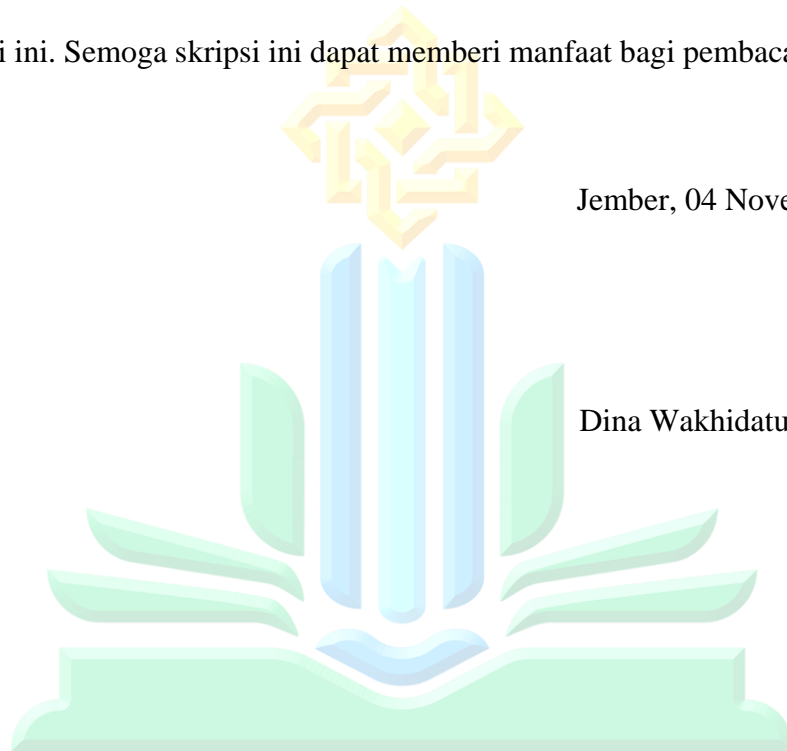 i ini. Semoga skripsi ini dapat memberi manfaat bagi pembaca
Jember, 04 Nove
Dina Wakhidatu